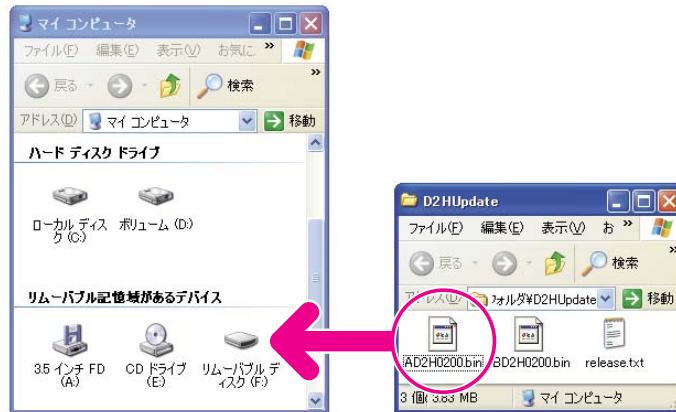 マイ コンピュータ
ファイル(F) 編集(E) 表示(V) お気に »
戻る 検索 »
アドレス(D) マイ コンピュータ 移動
ハード ディスク ドライブ
ローカル ディスク (C:) ボリューム (D:)
リムーバブル記憶域があるデバイス
3.5 インチ FD (A:) CD ドライブ (E:) リムーバブル ディスク (F:)
D2HUpdate
ファイル(F) 編集(E) 表示(V) お »
戻る 検索 »
アドレス(D) フォルダ¥D2HUpdate 移動
AD2H0200.bin BD2H0200.bin release.txt
3 個( 3.83 MB マイ コンピュータ